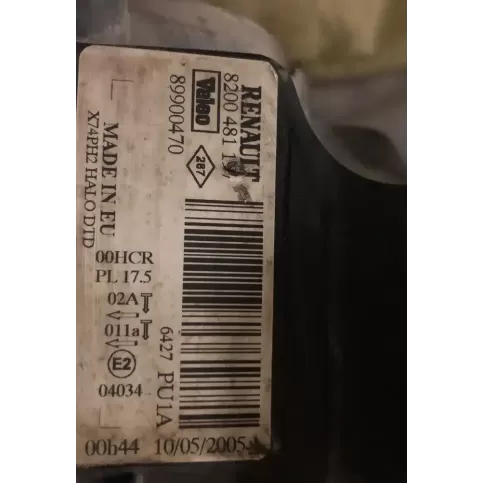 RENAULT
8200 481 1
Valeo
89900470
287
MADE IN EU
X74PH2 HALO DTD
00HCR
PL 17.5
02A
011a
E2
04034
6427 PU1A
00h44 10/05/2005